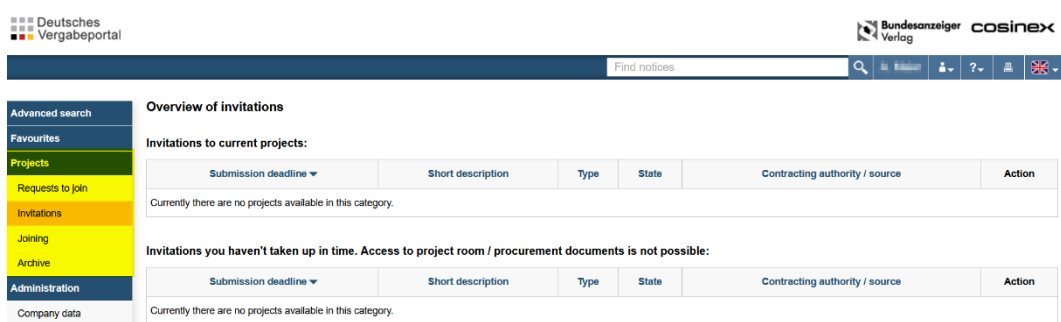 Deutsches
Vergabeportal
Bundesanzeiger
Verlag
cosinex
Find notices
?
Advanced search
Favourites
Projects
Requests to join
Invitations
Joining
Archive
Administration
Company data
Overview of invitations
Invitations to current projects:
Submission deadline Short description Type State Contracting authority / source Action
Currently there are no projects available in this category.
Invitations you haven't taken up in time. Access to project room / procurement documents is not possible:
Submission deadline Short description Type State Contracting authority / source Action
Currently there are no projects available in this category.